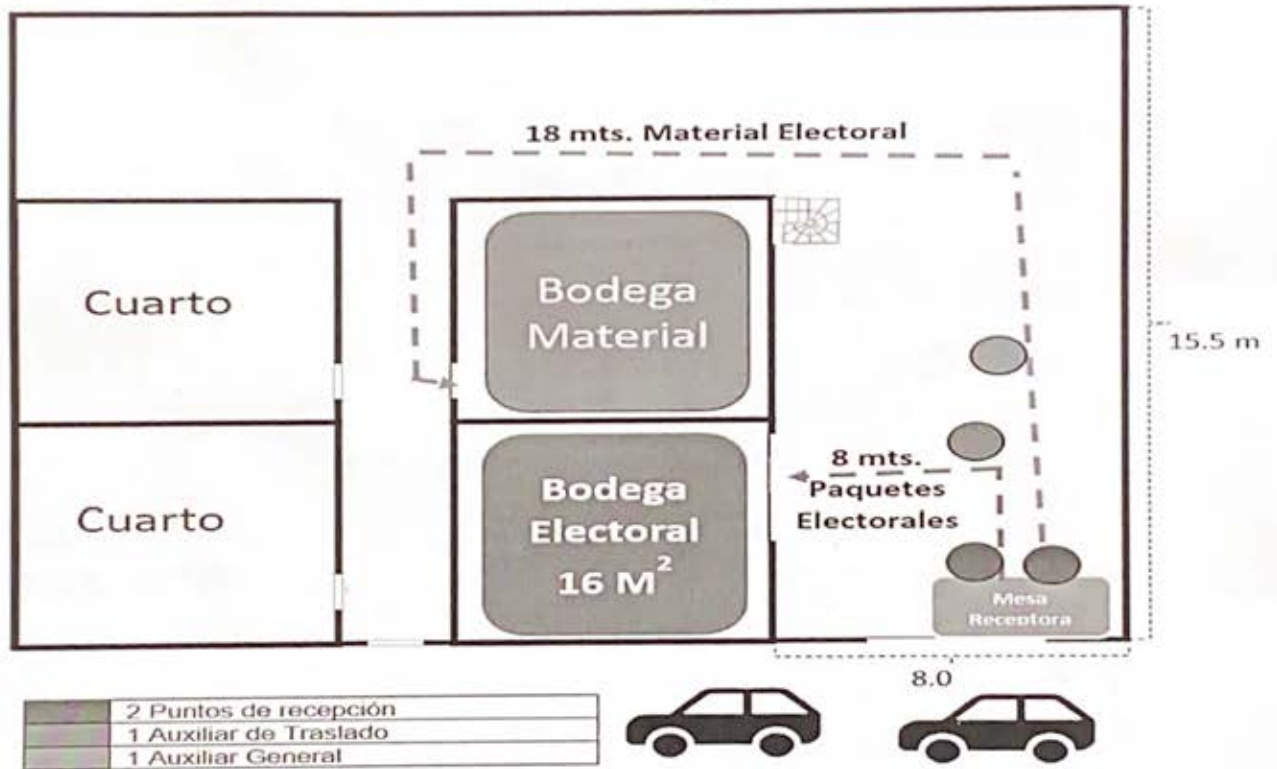 18 mts. Material Electoral
Cuarto
Bodega
Material
15.5 m
8 mts.
Paquetes
Electorales
Cuarto
Bodega
Electoral
16 M²
Mesa
Receptora
8.0
2 Puntos de recepción
1 Auxiliar de Traslado
1 Auxiliar General